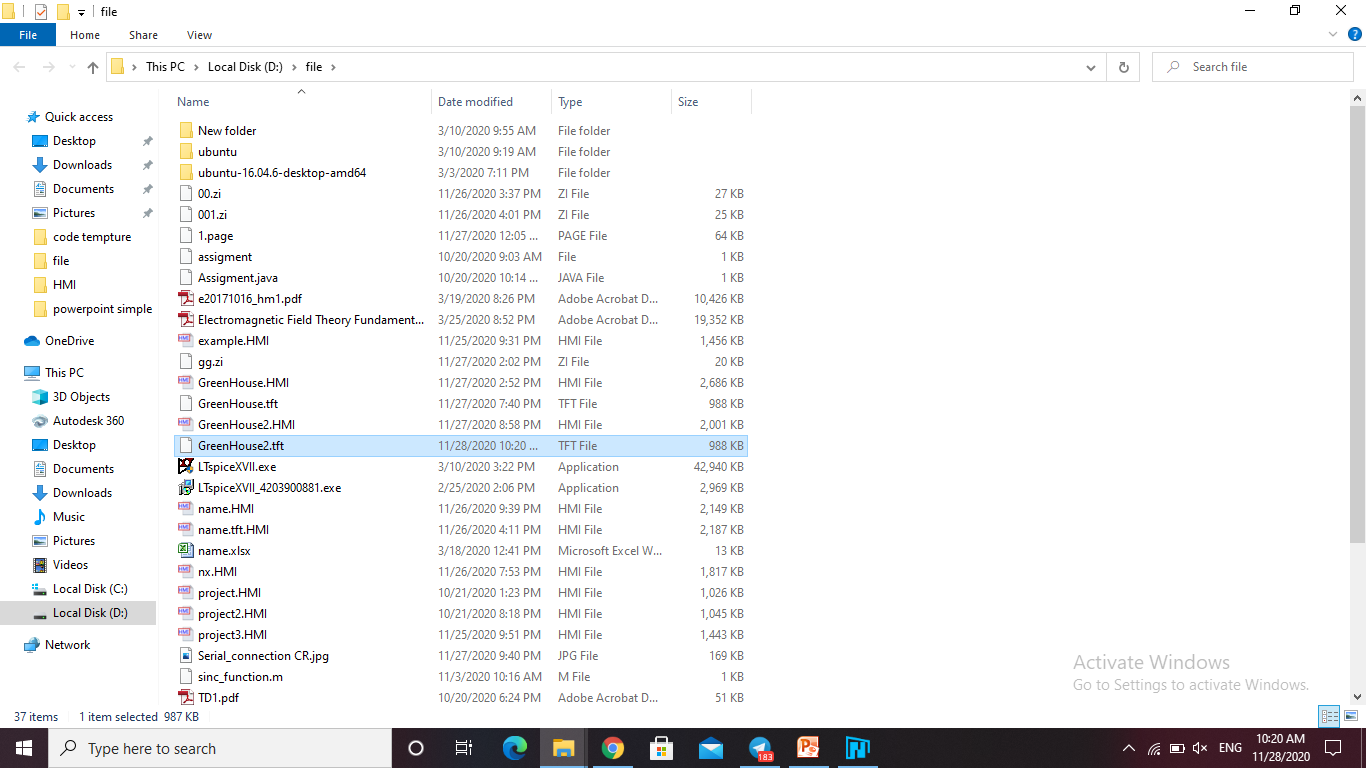 file
File Home Share View
This PC Local Disk (D:) file
Search file
Name Date modified Type Size
Quick access
Desktop
Downloads
Documents
Pictures
code tempture
file
HMI
powerpoint simple
OneDrive
This PC
3D Objects
Autodesk 360
Desktop
Documents
Downloads
Music
Pictures
Videos
Local Disk (C:)
Local Disk (D:)
Network
New folder 3/10/2020 9:55 AM File folder
ubuntu 3/10/2020 9:19 AM File folder
ubuntu-16.04.6-desktop-amd64 3/3/2020 7:11 PM File folder
00.zi 11/26/2020 3:37 PM ZI File 27 KB
001.zi 11/26/2020 4:01 PM ZI File 25 KB
1.page 11/27/2020 12:05 ... PAGE File 64 KB
assigment 10/20/2020 9:03 AM File 1 KB
Assigment.java 10/20/2020 10:14 ... JAVA File 1 KB
e20171016_hm1.pdf 3/19/2020 8:26 PM Adobe Acrobat D... 10,426 KB
Electromagnetic Field Theory Fundament... 3/25/2020 8:52 PM Adobe Acrobat D... 19,352 KB
example.HMI 11/25/2020 9:31 PM HMI File 1,456 KB
gg.zi 11/27/2020 2:02 PM ZI File 20 KB
GreenHouse.HMI 11/27/2020 2:52 PM HMI File 2,686 KB
GreenHouse.tft 11/27/2020 7:40 PM TFT File 988 KB
GreenHouse2.HMI 11/27/2020 8:58 PM HMI File 2,001 KB
GreenHouse2.tft 11/28/2020 10:20 ... TFT File 988 KB
LTspiceXVII.exe 3/10/2020 3:22 PM Application 42,940 KB
LTspiceXVII_4203900881.exe 2/25/2020 2:06 PM Application 2,969 KB
name.HMI 11/26/2020 9:39 PM HMI File 2,149 KB
name.tft.HMI 11/26/2020 4:11 PM HMI File 2,187 KB
name.xlsx 3/18/2020 12:41 PM Microsoft Excel W... 13 KB
nx.HMI 11/26/2020 7:53 PM HMI File 1,817 KB
project.HMI 10/21/2020 1:23 PM HMI File 1,026 KB
project2.HMI 10/21/2020 8:18 PM HMI File 1,045 KB
project3.HMI 11/25/2020 9:51 PM HMI File 1,443 KB
Serial_connection CR.jpg 11/27/2020 9:40 PM JPG File 169 KB
sinc_function.m 11/3/2020 10:16 AM M File 1 KB
TD1.pdf 10/20/2020 6:24 PM Adobe Acrobat D... 51 KB
Activate Windows
Go to Settings to activate Windows.
37 items 1 item selected 987 KB
Type here to search
183
ENG
10:20 AM
11/28/2020